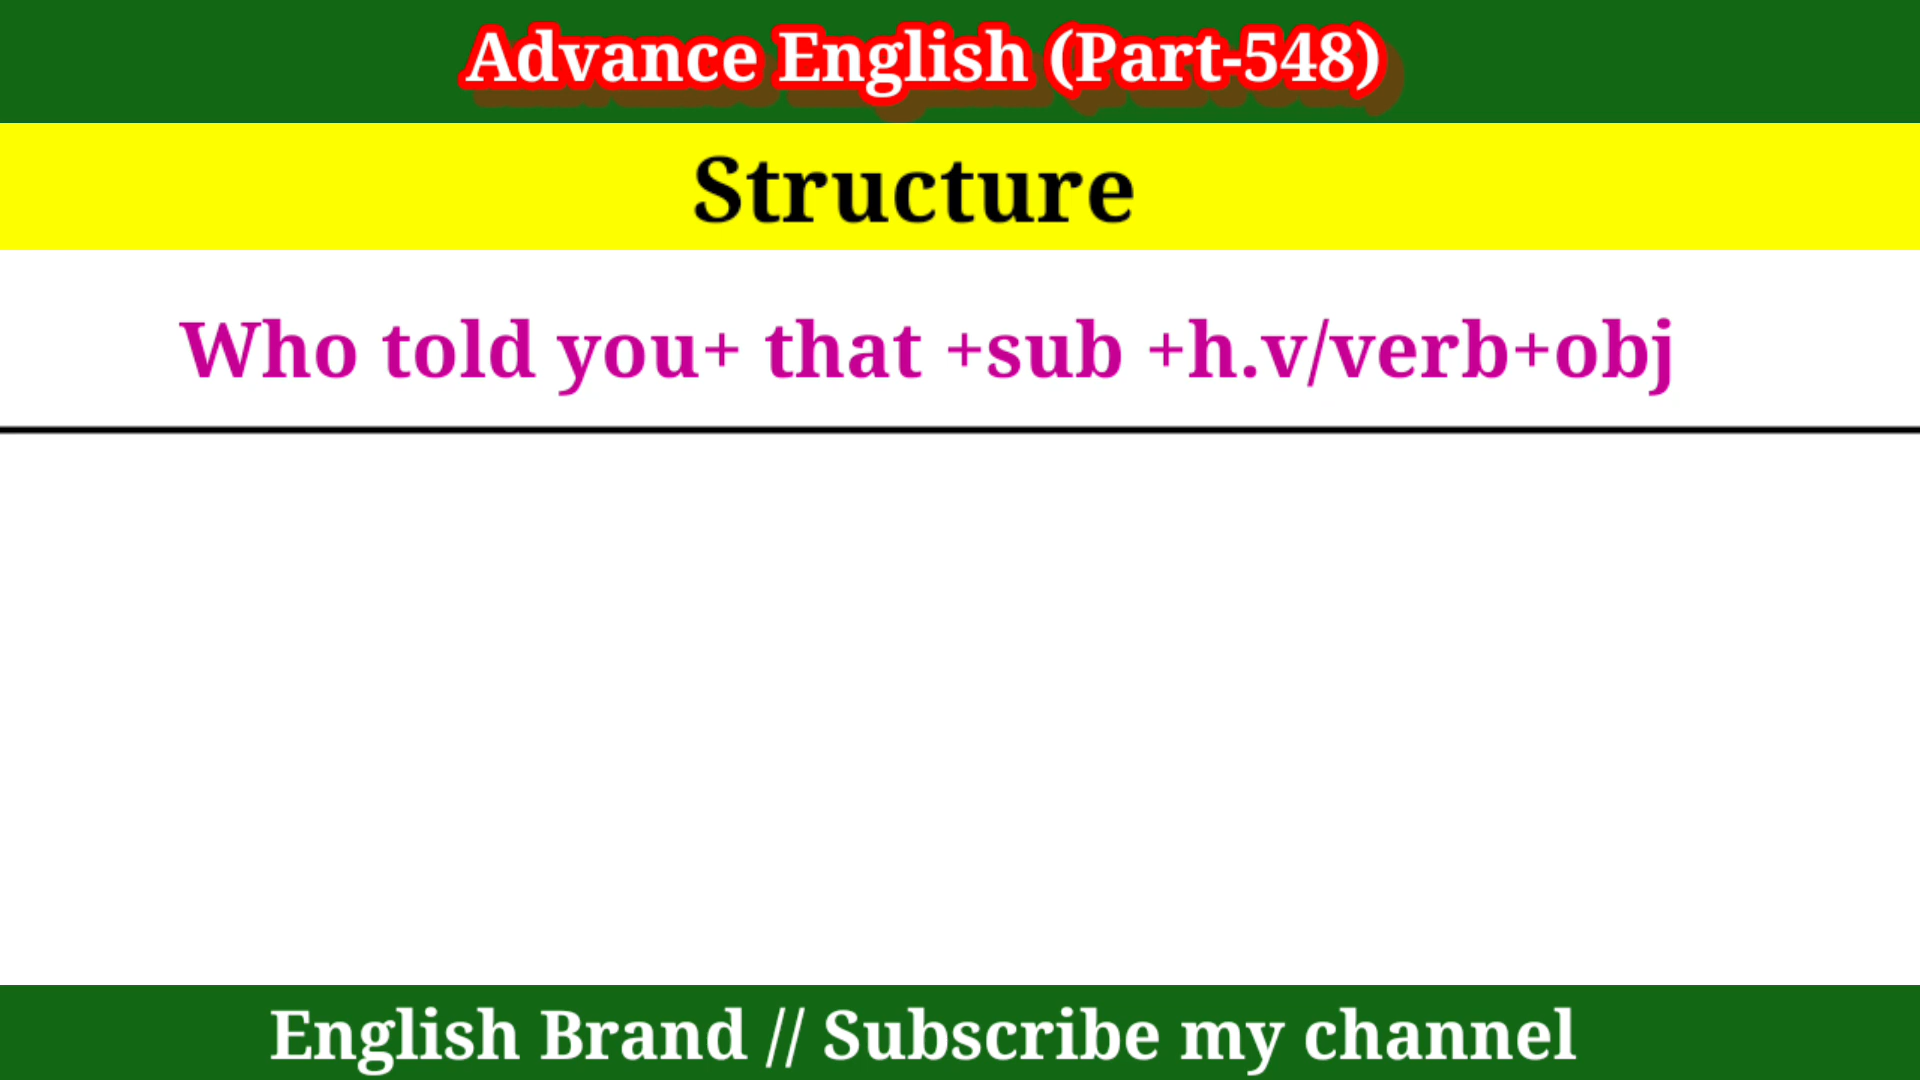 Advance English (Part-548)
Structure
Who told you+ that +sub +h.v/verb+obj
English Brand // Subscribe my channel